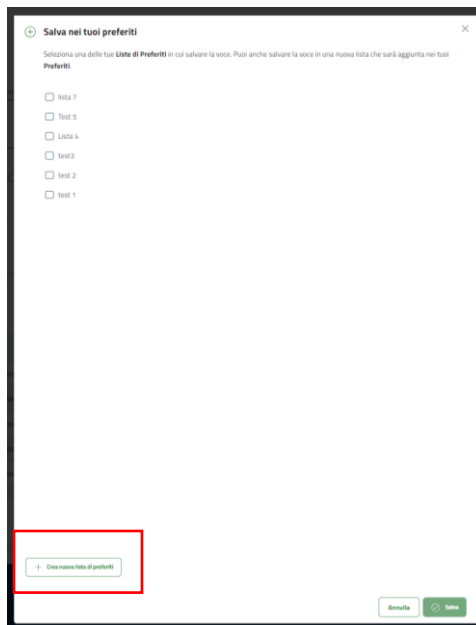 Salva nei tuoi preferiti
Seleziona una delle tue Liste di Preferiti in cui salvare la voce. Puoi anche salvare la voce in una nuova lista che sarà aggiunta nei tuoi
Preferiti.
lista 7
Test 5
Lista 4
test3
test 2
test 1
Crea nuova lista di preferiti
Annulla
Salva